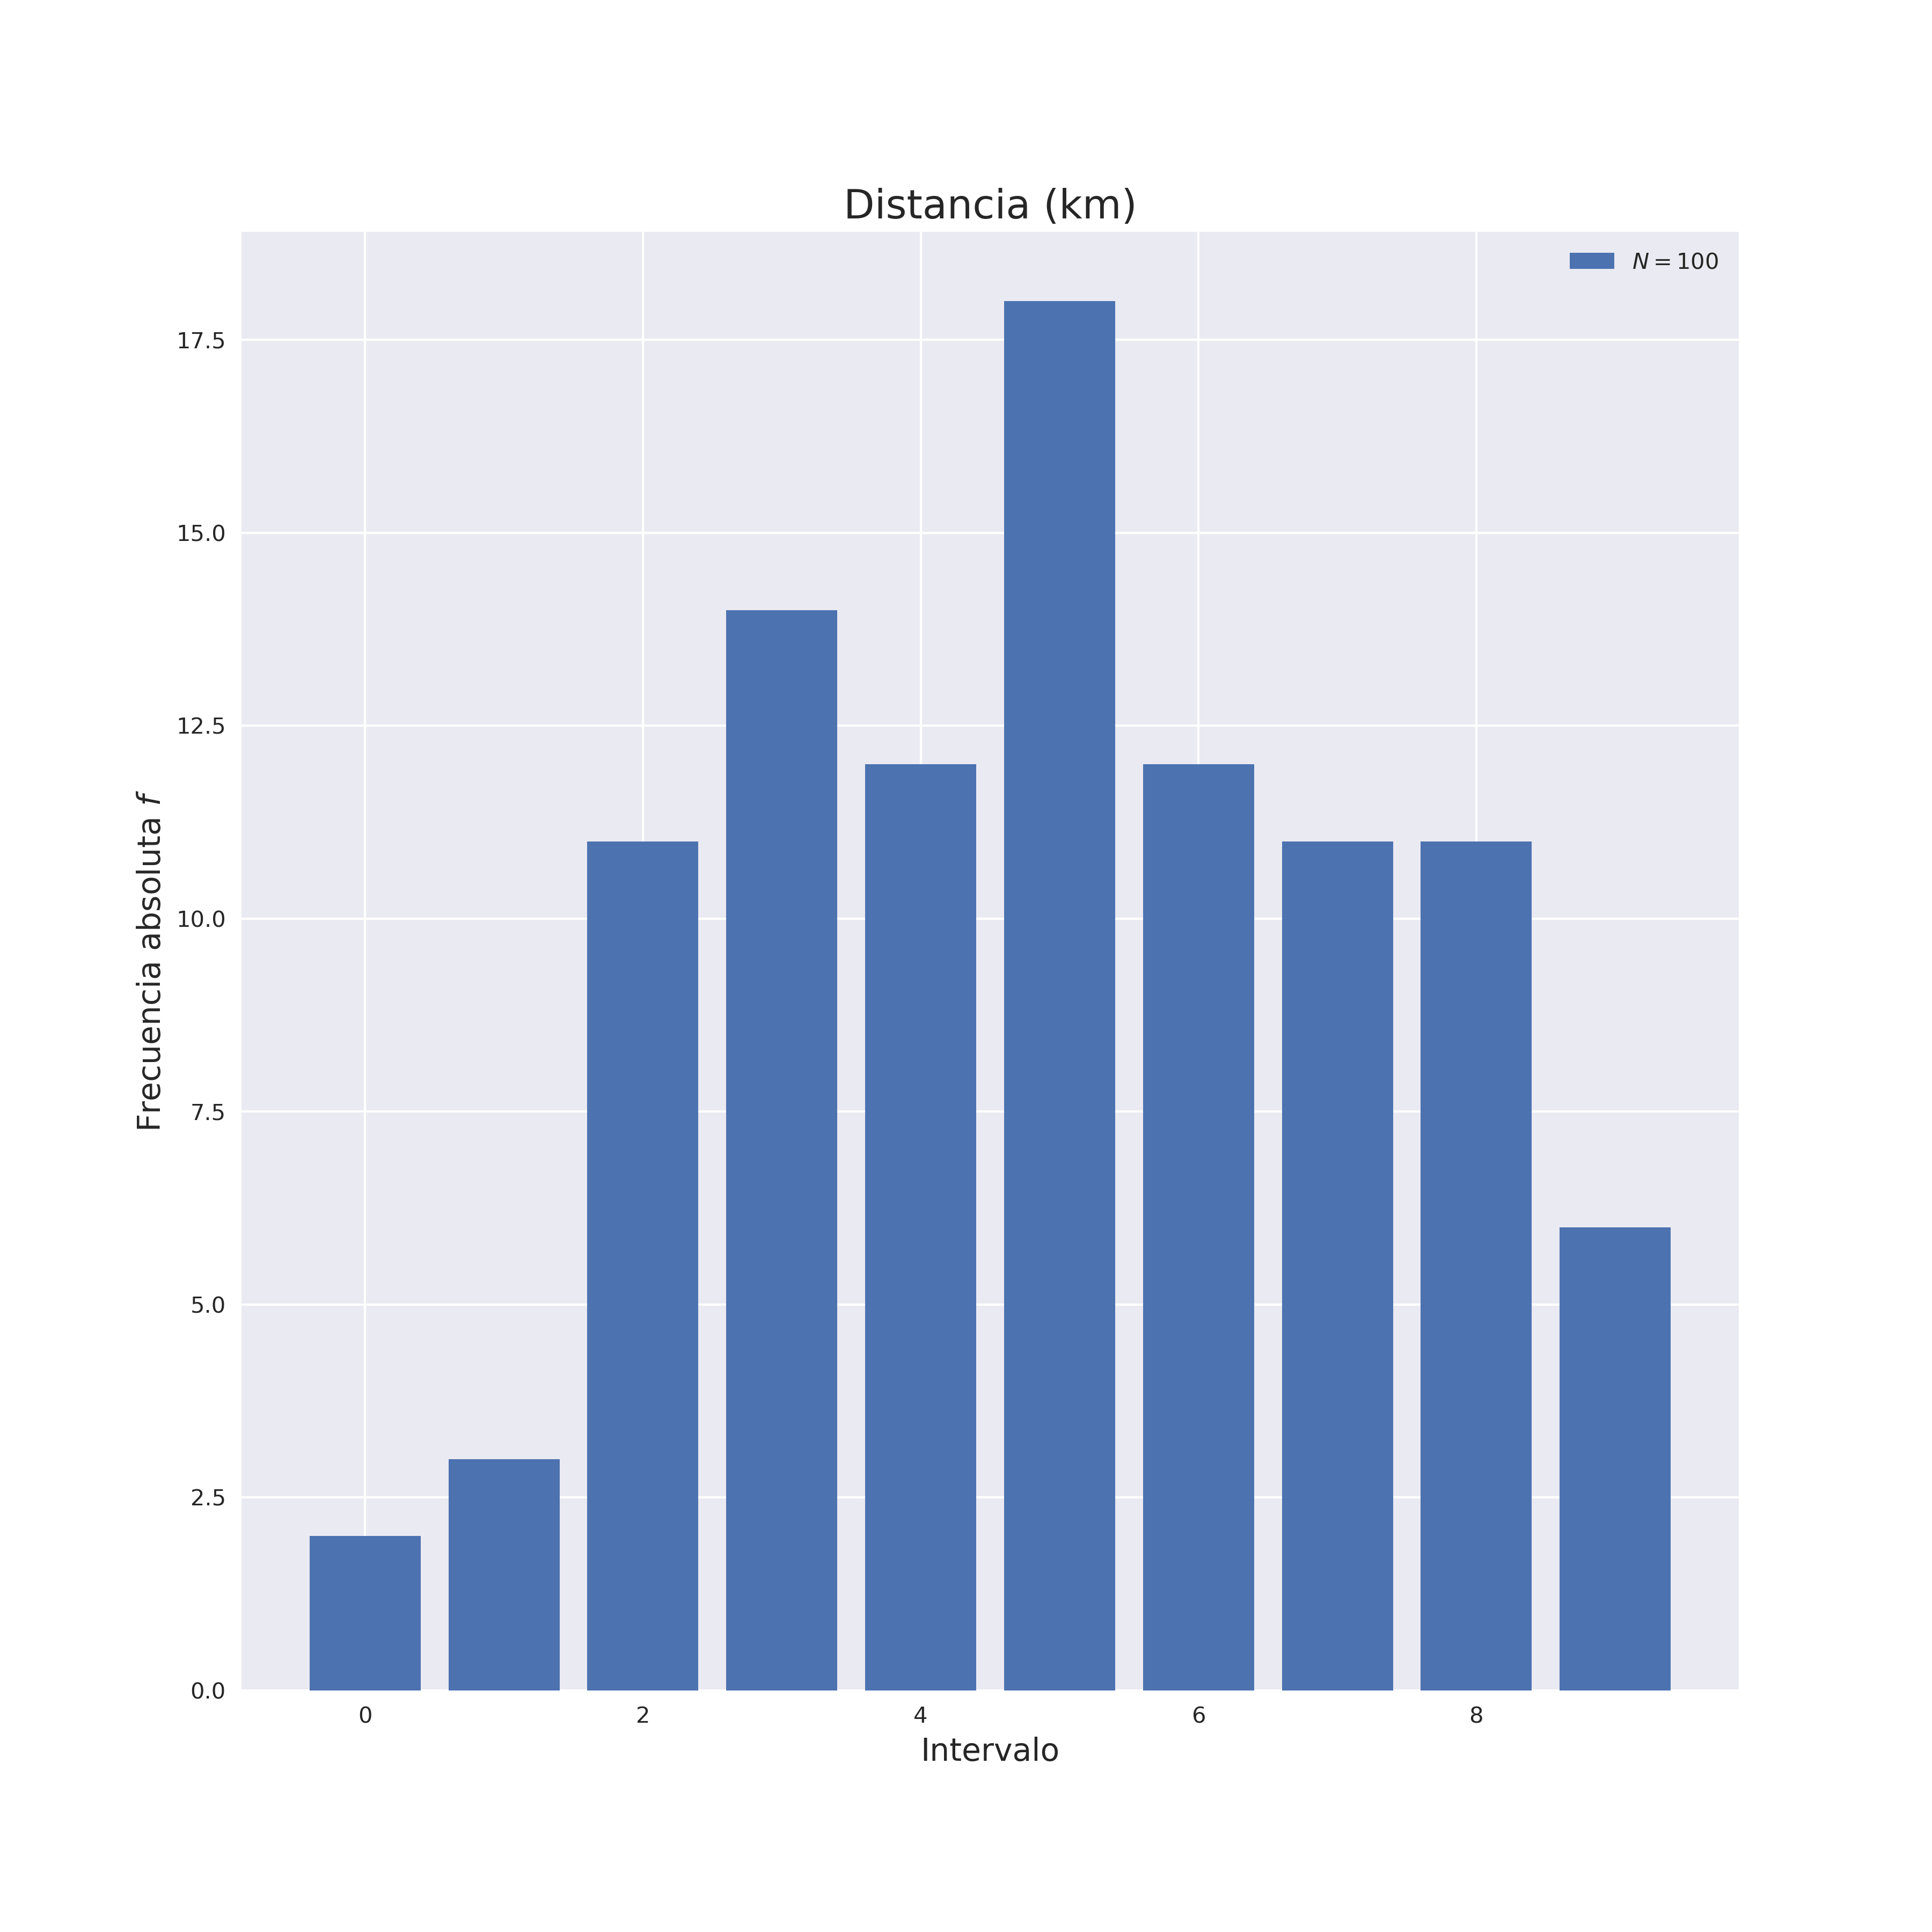 Distancia (km)
N = 100
17.5
15.0
12.5
10.0
7.5
5.0
2.5
0.0
Frecuencia absoluta f
0 2 4 6 8
Intervalo